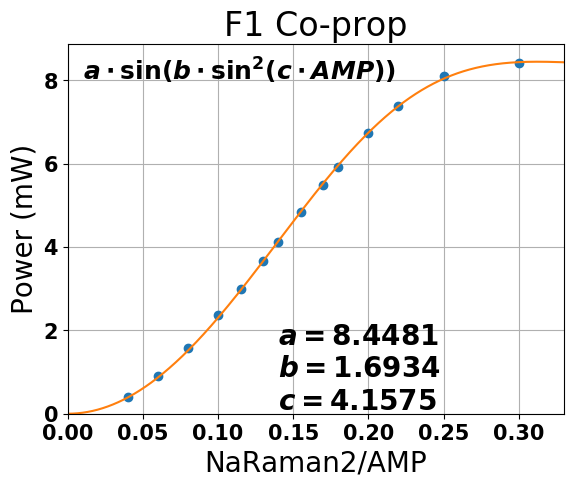 F1 Co-prop
a · sin(b · sin²(c · AMP))
Power (mW)
8
6
4
2
0
a = 8.4481
b = 1.6934
c = 4.1575
0.00 0.05 0.10 0.15 0.20 0.25 0.30
NaRaman2/AMP